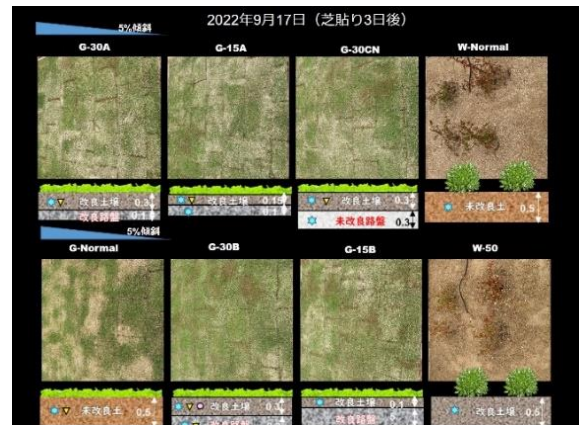 2022年9月17日（芝貼り3日後）
5%傾斜
G-30A
G-15A
G-30CN
W-Normal
改良土壌 0.3
改良路盤 0.1
改良土壌 0.15
改良土壌 0.3
未改良路盤 0.3
未改良土 0.5
5%傾斜
G-Normal
G-30B
G-15B
W-50
未改良土 0.5
改良土壌 0.3
改良路盤
改良土壌 0.1
改良路盤
改良土壌 0.5